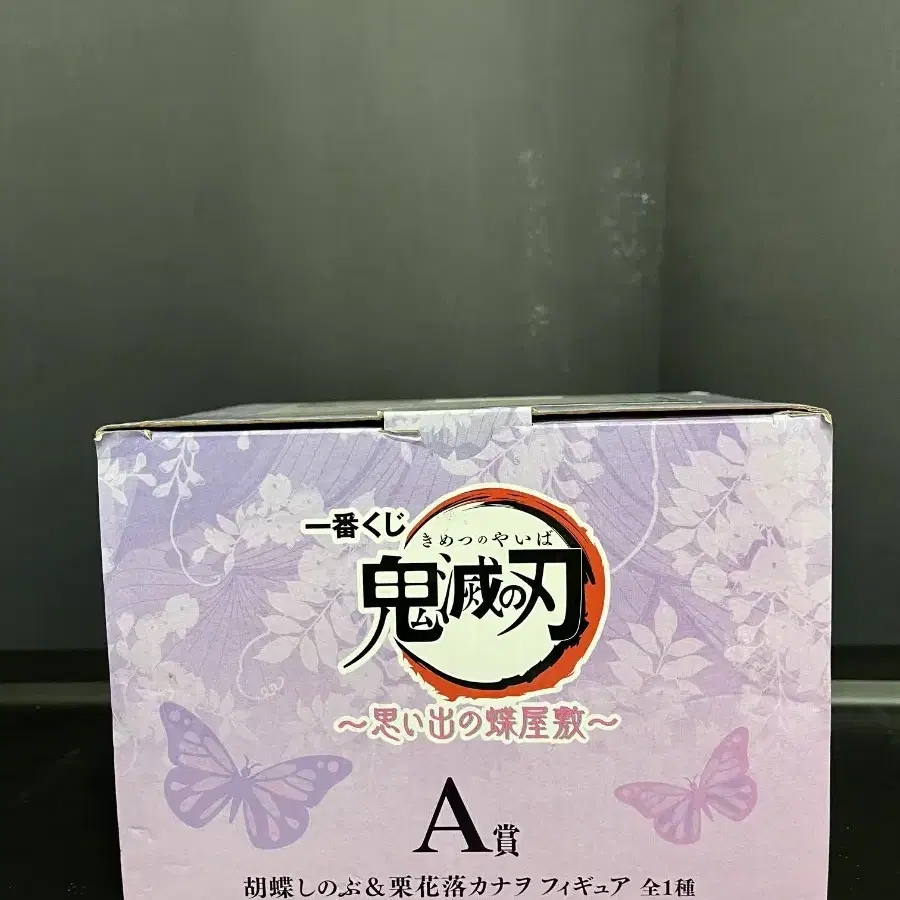 一番くじ
きめつのやいば
鬼滅の刃
～思い出の蝶屋敷～
A賞
胡蝶しのぶ＆栗花落カナヲ フィギュア 全1種